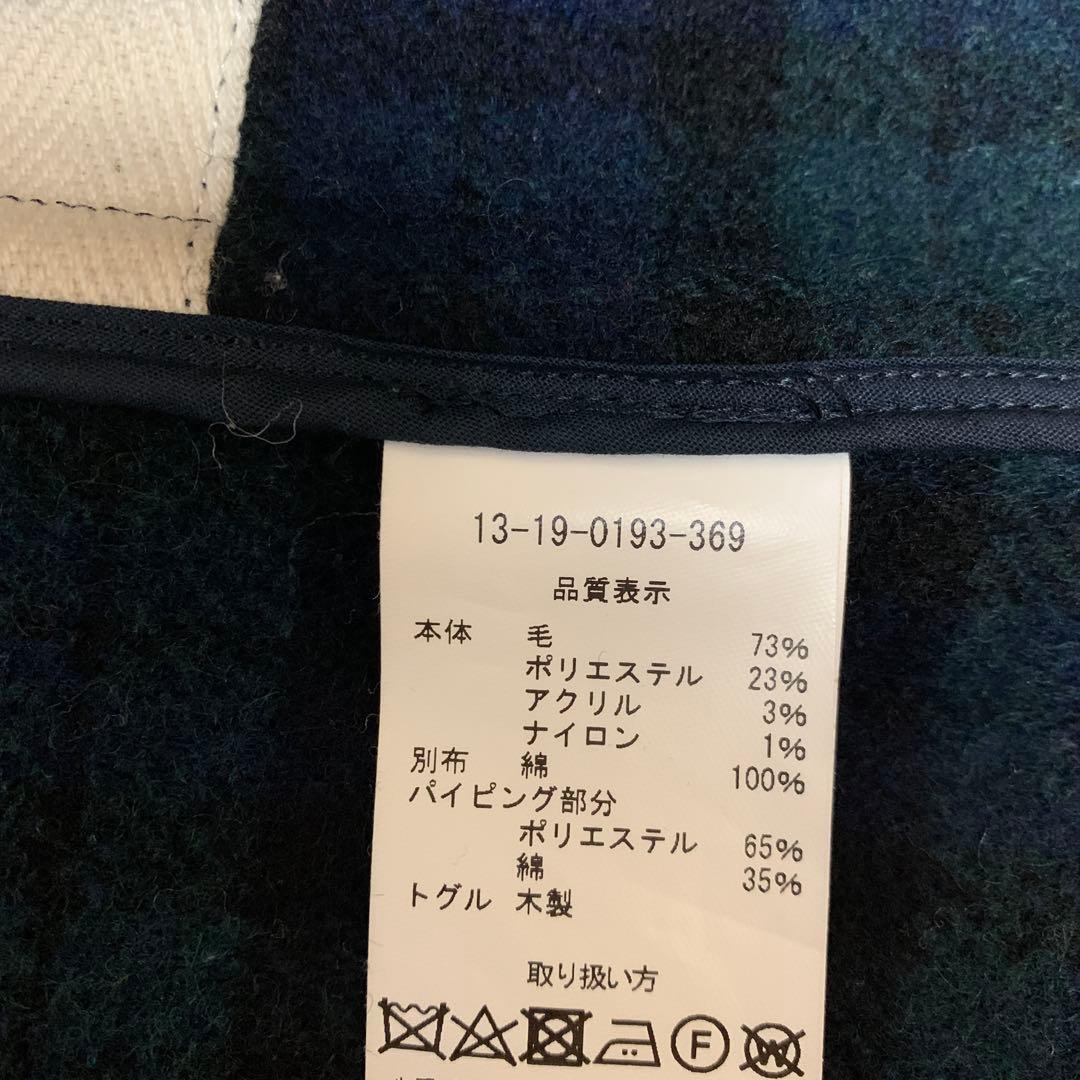 13-19-0193-369
品質表示
本体 毛 73%
ポリエステル 23%
アクリル 3%
ナイロン 1%
別布 綿 100%
パイピング部分
ポリエステル 65%
綿 35%
トグル 木製
取り扱い方
F W